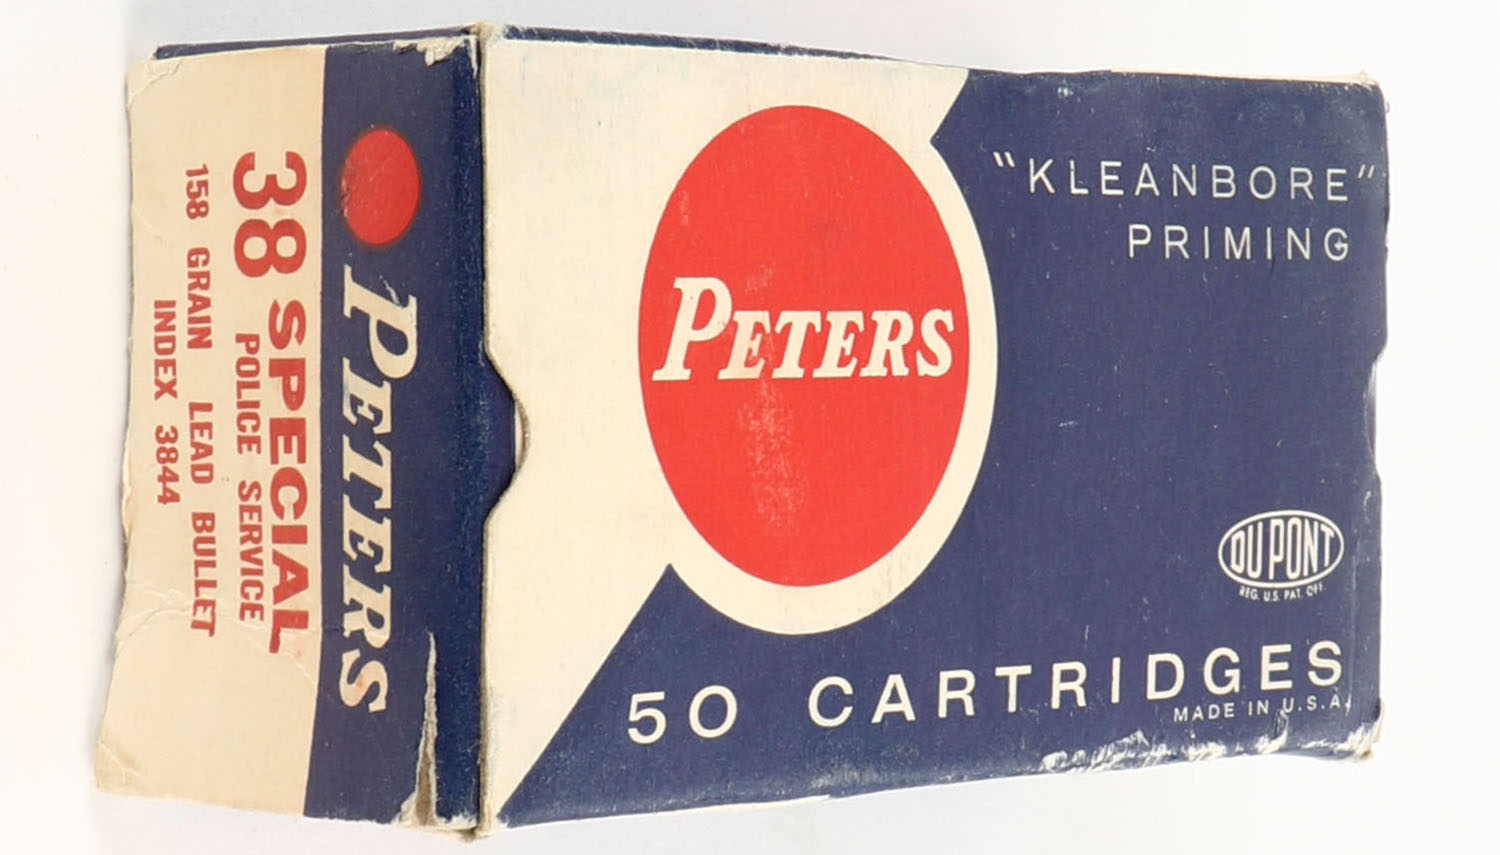 PETERS
"KLEANBORE"
PRIMING
DU PONT
REG. U.S. PAT. OFF.
50 CARTRIDGES
MADE IN U.S.A.
PETERS
38 SPECIAL
POLICE SERVICE
158 GRAIN LEAD BULLET
INDEX 3844